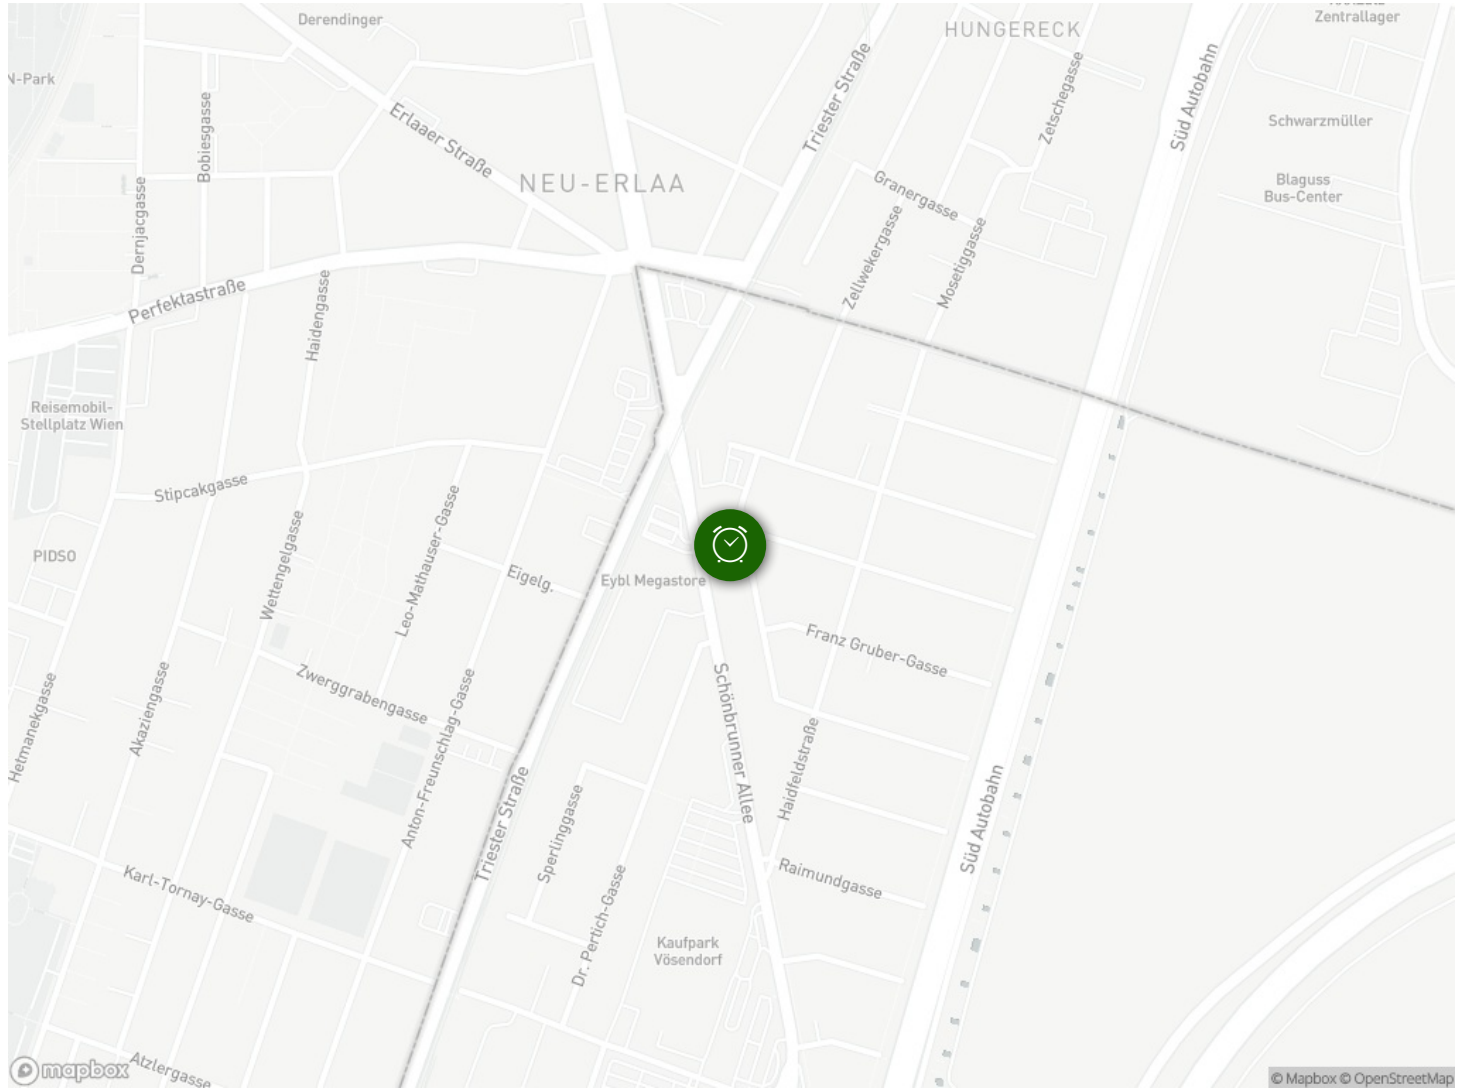 Derendinger
HUNGERECK
Zentrallager
N-Park
Triester Straße
Zetschegasse
Süd Autobahn
Bobiesgasse
Erlaaer Straße
Schwarzmüller
NEU-ERLAA
Granergasse
Blaguss
Bus-Center
Dernjacgasse
Zellwekergasse
Mosetiggasse
Perfektastraße
Haidengasse
Reisemobil-
Stellplatz Wien
Stipcakgasse
Leo-Mathauser-Gasse
PIDSO
Wettengelgasse
Eigelg.
Eybl Megastore
Franz Gruber-Gasse
Hetmanekgasse
Akaziengasse
Zwerggrabengasse
Anton-Freunschlag-Gasse
Schönbrunner Allee
Haidfeldstraße
Triester Straße
Sperlinggasse
Süd Autobahn
Karl-Tornay-Gasse
Raimundgasse
Dr. Pertich-Gasse
Kaufpark
Vösendorf
Atzlergasse
mapbox
© Mapbox © OpenStreetMap